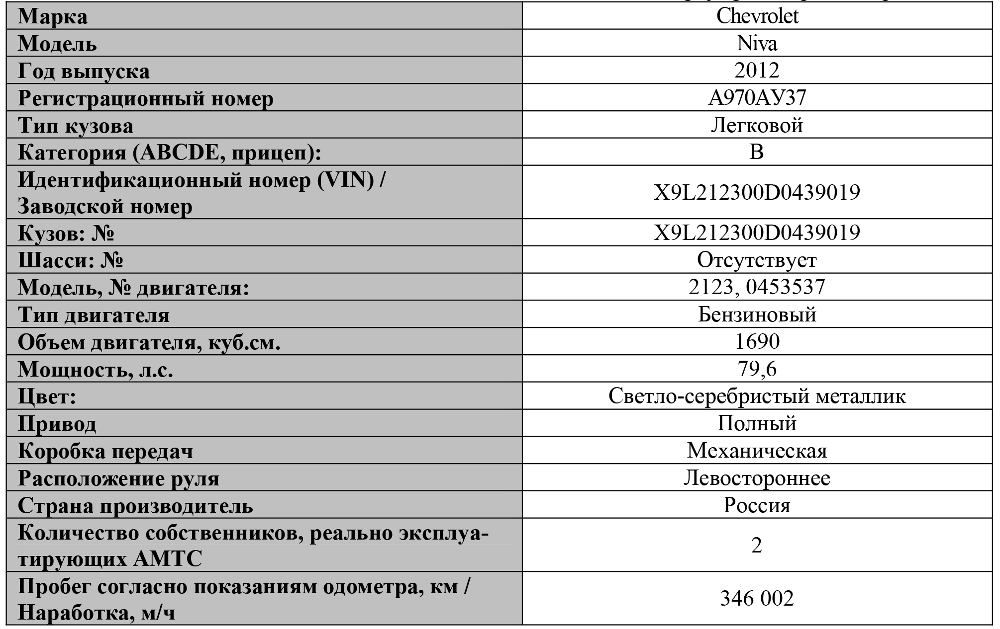 Марка
Chevrolet
Модель
Niva
Год выпуска
2012
Регистрационный номер
А970АУ37
Тип кузова
Легковой
Категория (ABCDE, прицеп):
В
Идентификационный номер (VIN) /
Заводской номер
X9L212300D0439019
Кузов: №
X9L212300D0439019
Шасси: №
Отсутствует
Модель, № двигателя:
2123, 0453537
Тип двигателя
Бензиновый
Объем двигателя, куб.см.
1690
Мощность, л.с.
79,6
Цвет:
Светло-серебристый металлик
Привод
Полный
Коробка передач
Механическая
Расположение руля
Левостороннее
Страна производитель
Россия
Количество собственников, реально эксплуа-
тирующих АМТС
2
Пробег согласно показаниям одометра, км /
Наработка, м/ч
346 002